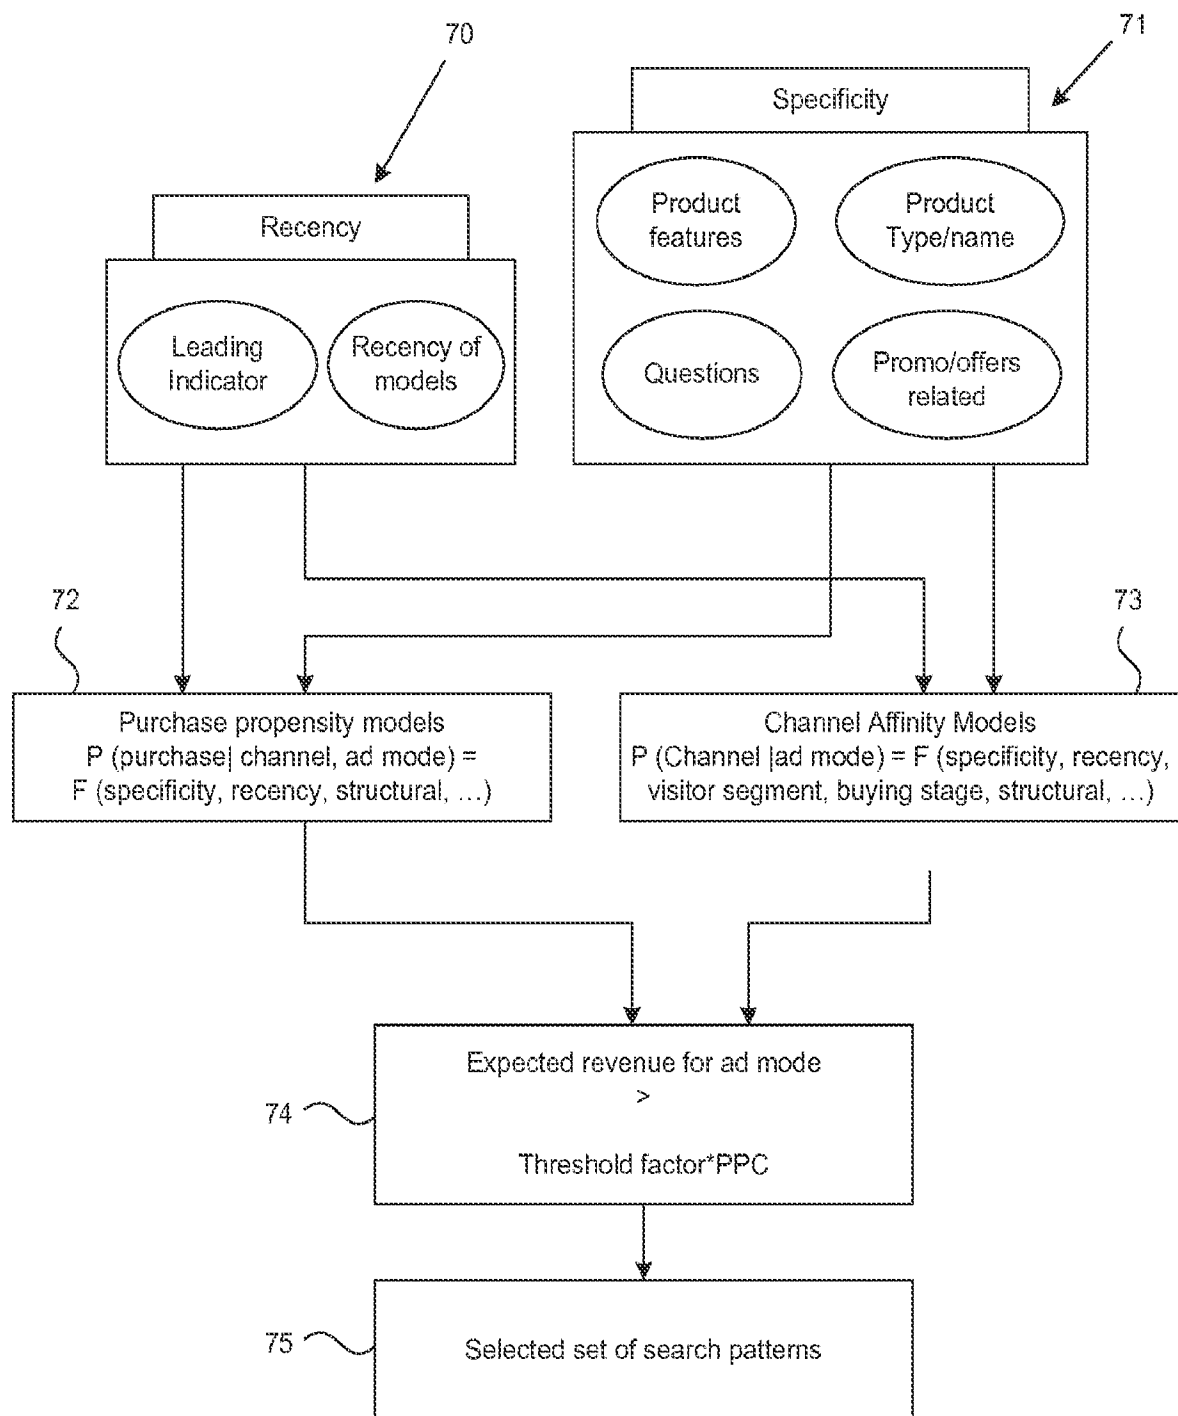 70
71
Specificity
Product
features
Product
Type/name
Recency
Leading
Indicator
Recency of
models
Questions
Promo/offers
related
72
73
Purchase propensity models
P (purchase| channel, ad mode) =
F (specificity, recency, structural, …)
Channel Affinity Models
P (Channel |ad mode) = F (specificity, recency,
visitor segment, buying stage, structural, …)
74
Expected revenue for ad mode
>
Threshold factor*PPC
75
Selected set of search patterns